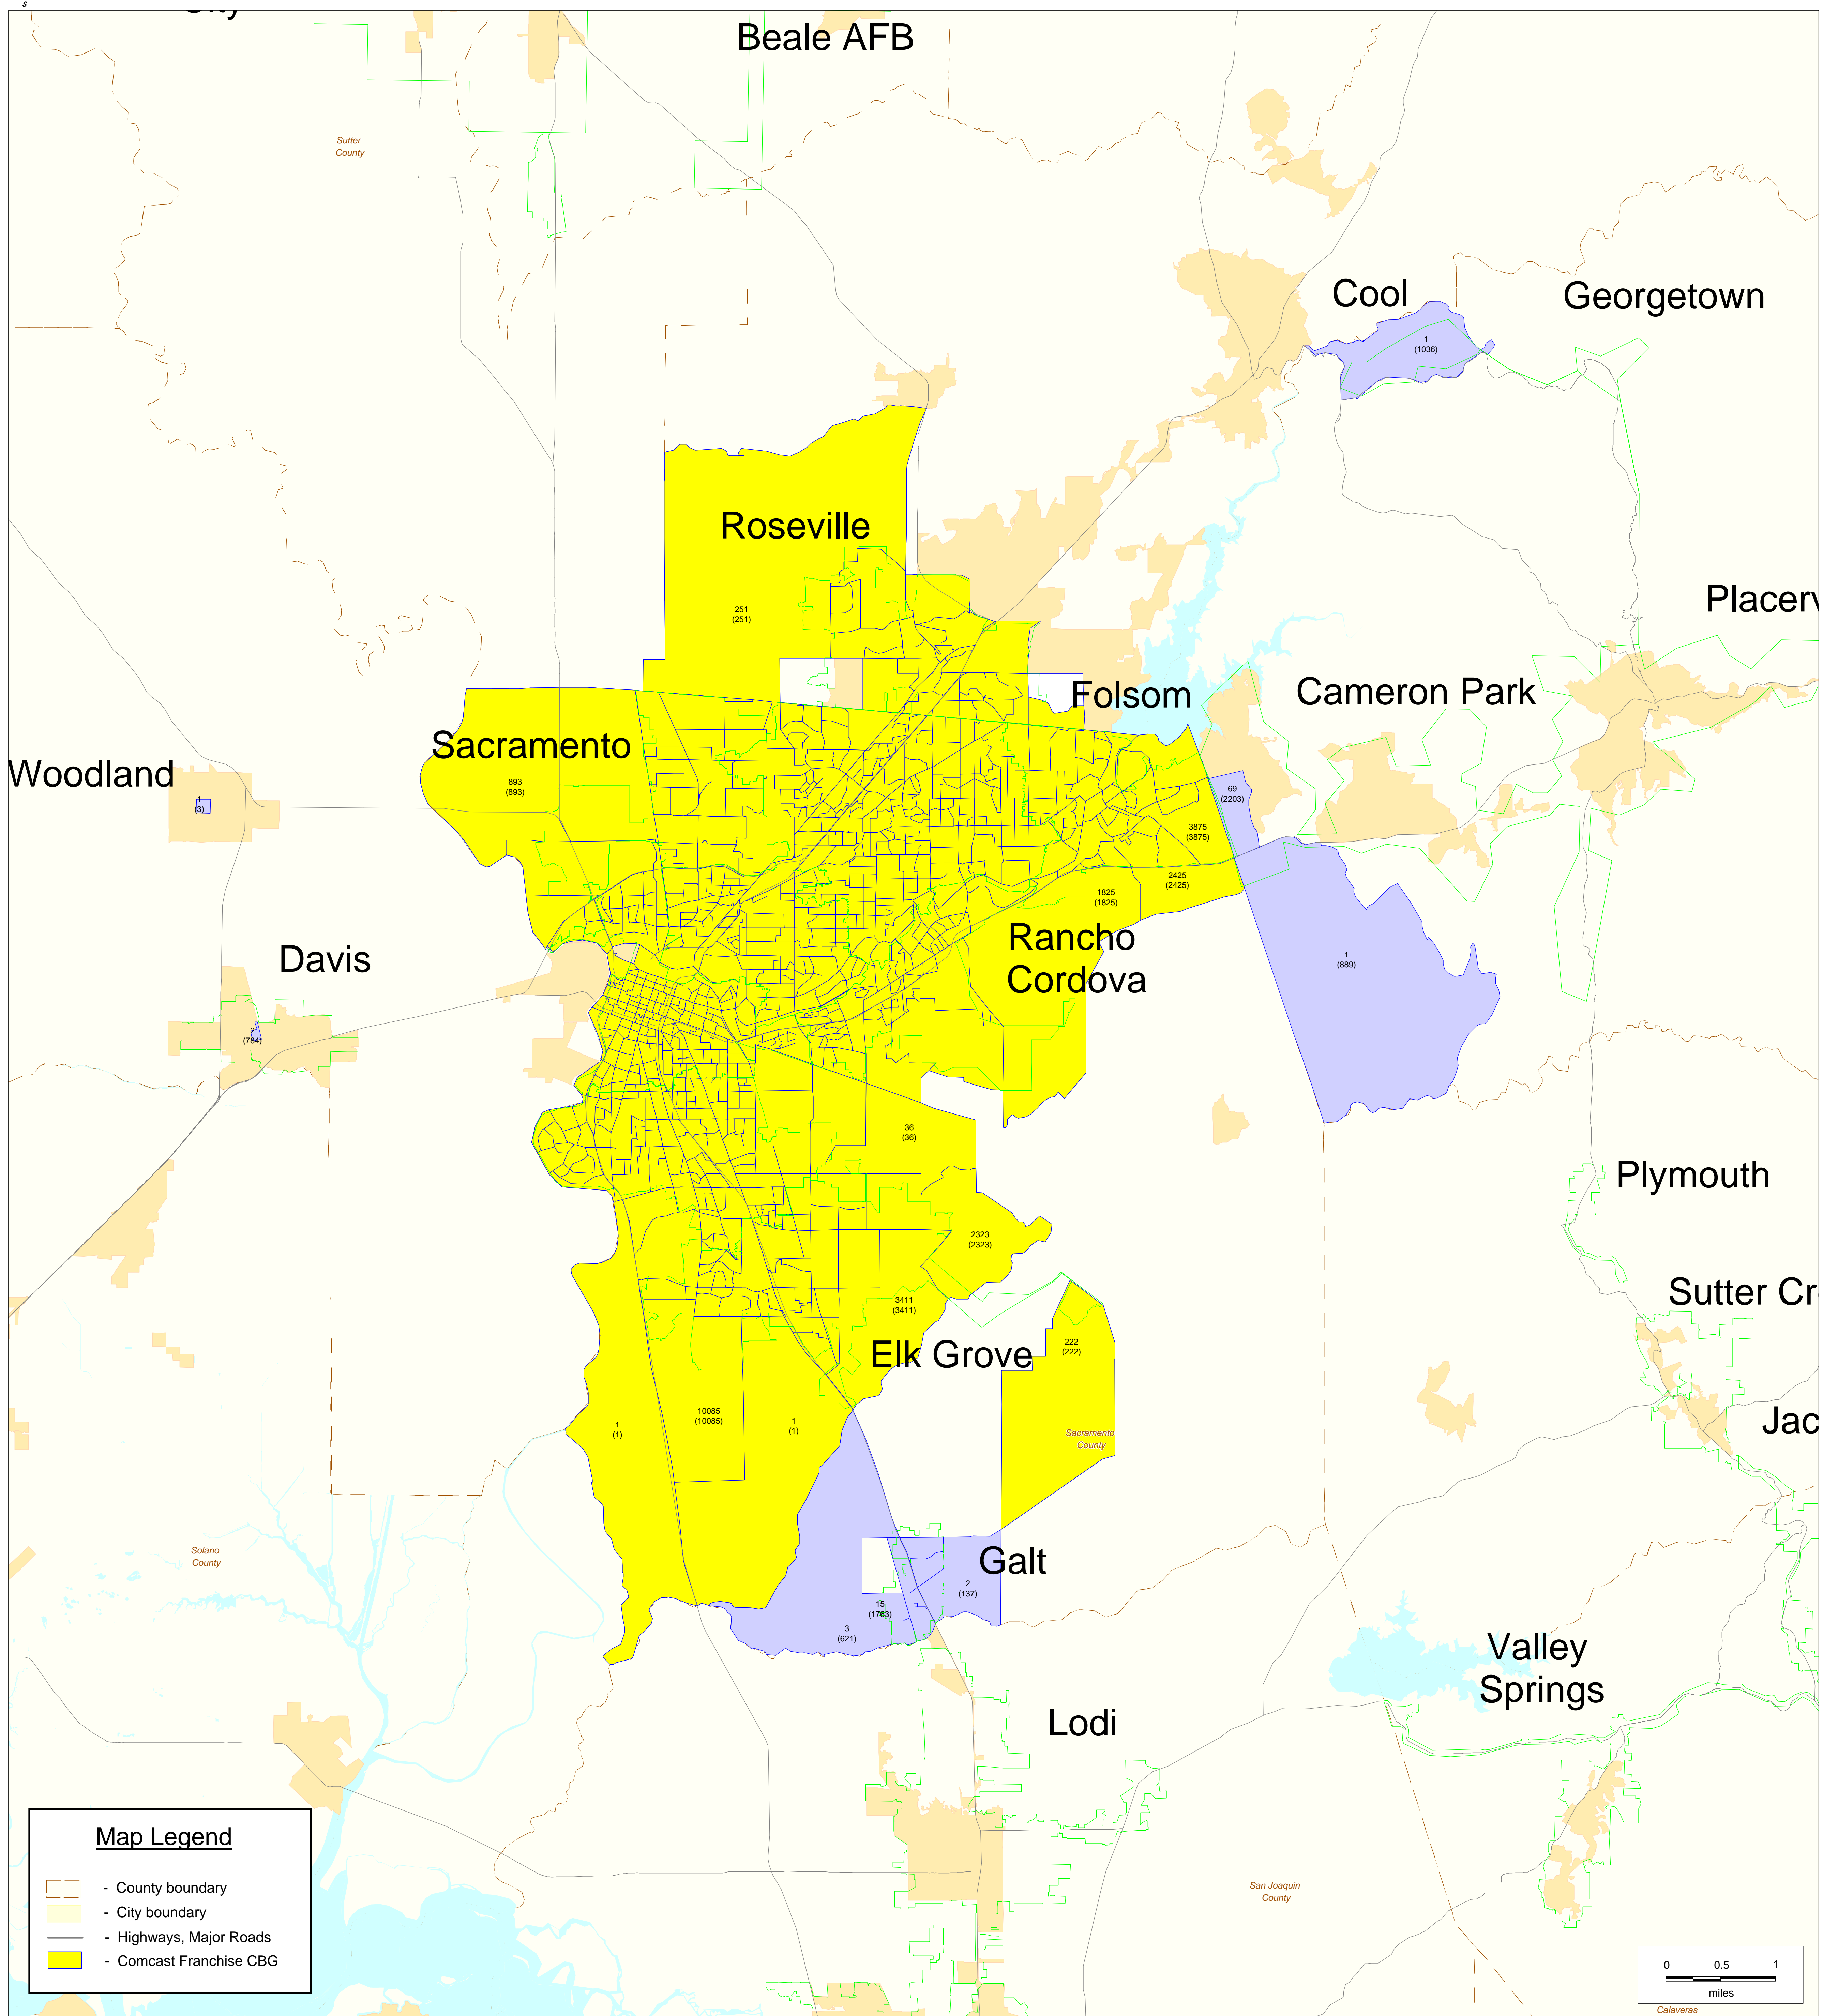 s
Beale AFB
Sutter
County
Cool
Georgetown
1
(1036)
Roseville
251
(251)
Placerv
Folsom
Cameron Park
Sacramento
893
(893)
Woodland
1
(3)
69
(2203)
3875
(3875)
2425
(2425)
1825
(1825)
Rancho
Cordova
Davis
1
(889)
2
(784)
36
(36)
Plymouth
2323
(2323)
Sutter Cr
3411
(3411)
Elk Grove
222
(222)
10085
(10085)
1
(1)
1
(1)
Jac
Sacramento
County
Solano
County
Galt
2
(137)
15
(1763)
3
(621)
Valley
Springs
Lodi
Map Legend
- County boundary
- City boundary
- Highways, Major Roads
- Comcast Franchise CBG
San Joaquin
County
0 0.5 1
miles
Calaveras